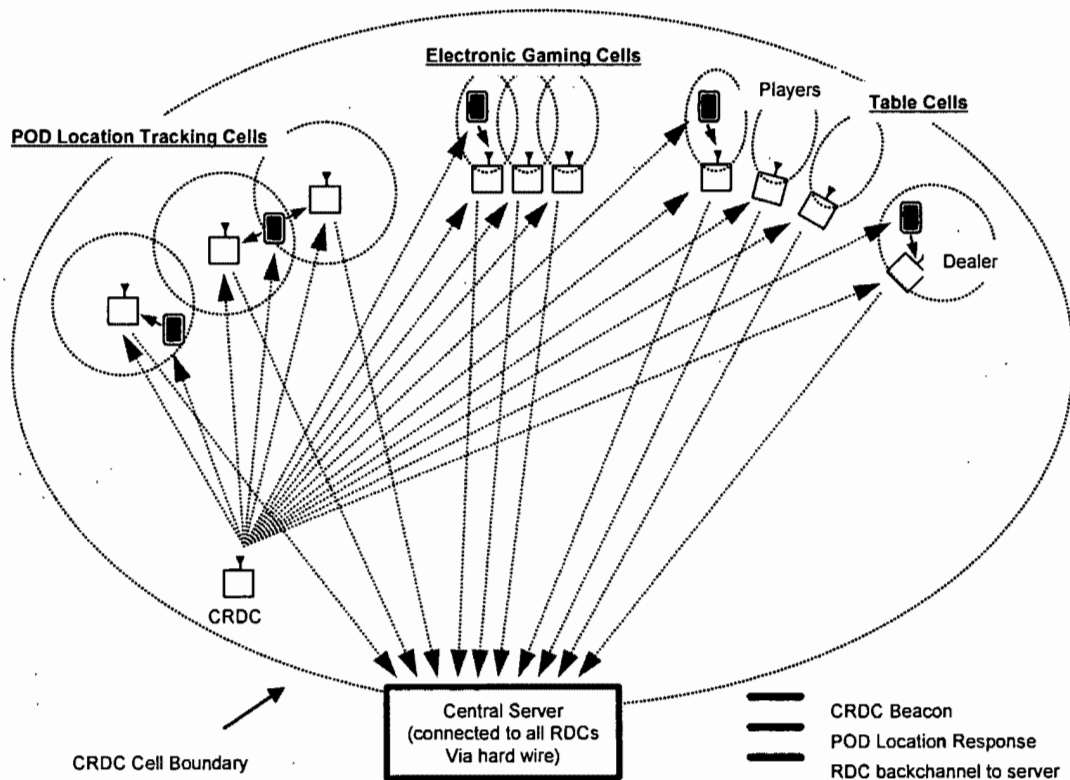 Electronic Gaming Cells
Players
Table Cells
POD Location Tracking Cells
Dealer
CRDC
Central Server
(connected to all RDCs
Via hard wire)
CRDC Cell Boundary
CRDC Beacon
POD Location Response
RDC backchannel to server